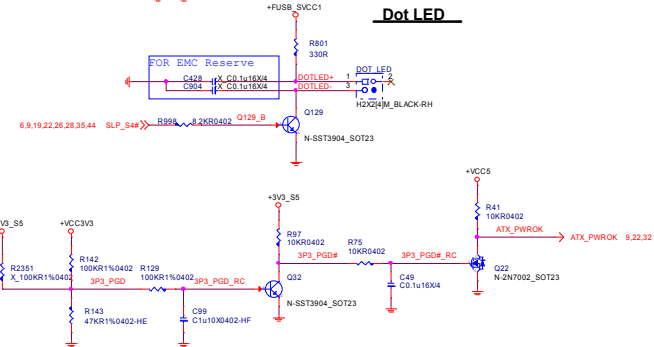 +FUSB_SVCC1
Dot LED
R801
330R
FOR EMC Reserve
C428 X_C0.1u16X/4
C904 X_C0.1u16X/4
DOTLED+ 1
DOTLED- 3
DOT_LED
2
H2X2[4]M_BLACK-RH
6,9,19,22,26,28,35,44 SLP_S4#
R998 8.2KR0402
Q129_B
Q129
N-SST3904_SOT23
V3_S5
+VCC3V3
+3V3_S5
+VCC5
R2351
X_100KR1%0402
R142
100KR1%0402
R129
100KR1%0402
3P3_PGD
3P3_PGD_RC
R143
47KR1%0402-HE
C99
C1u10X0402-HF
R97
10KR0402
Q32
N-SST3904_SOT23
3P3_PGD#
R75
10KR0402
3P3_PGD#_RC
C49
C0.1u16X/4
R41
10KR0402
ATX_PWROK
ATX_PWROK 9,22,32
Q22
N-2N7002_SOT23